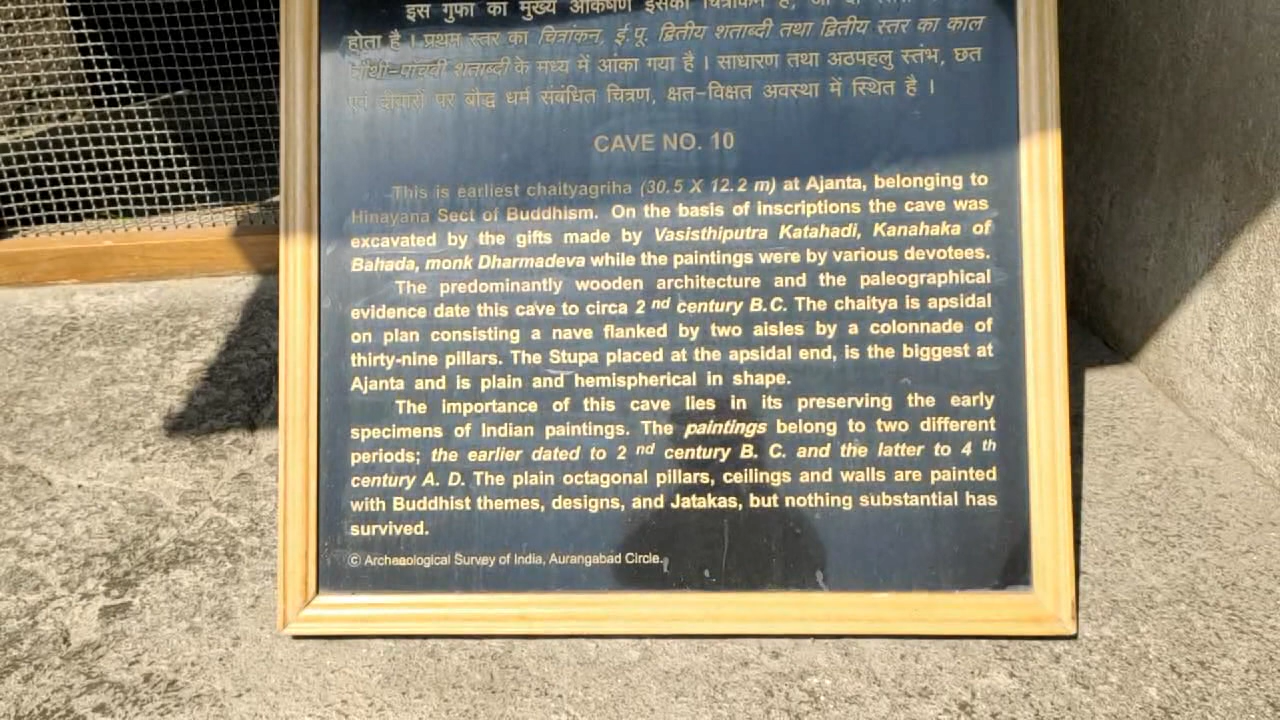 इस गुफा का मुख्य आकर्षण इसका चित्रांकन है,
होता है । प्रथम स्तर का चित्रांकन, ई.पू. द्वितीय शताब्दी तथा द्वितीय स्तर का काल
चौथी-पांचवी शताब्दी के मध्य में आंका गया है । साधारण तथा अठपहलु स्तंभ, छत
एवं दीवारों पर बौद्ध धर्म संबंधित चित्रण, क्षत-विक्षत अवस्था में स्थित है ।
CAVE NO. 10
This is earliest chaityagriha (30.5 X 12.2 m) at Ajanta, belonging to
Hinayana Sect of Buddhism. On the basis of inscriptions the cave was
excavated by the gifts made by Vasisthiputra Katahadi, Kanahaka of
Bahada, monk Dharmadeva while the paintings were by various devotees.
The predominantly wooden architecture and the paleographical
evidence date this cave to circa 2 nd century B.C. The chaitya is apsidal
on plan consisting a nave flanked by two aisles by a colonnade of
thirty-nine pillars. The Stupa placed at the apsidal end, is the biggest at
Ajanta and is plain and hemispherical in shape.
The importance of this cave lies in its preserving the early
specimens of Indian paintings. The paintings belong to two different
periods; the earlier dated to 2 nd century B. C. and the latter to 4 th
century A. D. The plain octagonal pillars, ceilings and walls are painted
with Buddhist themes, designs, and Jatakas, but nothing substantial has
survived.
© Archaeological Survey of India, Aurangabad Circle.